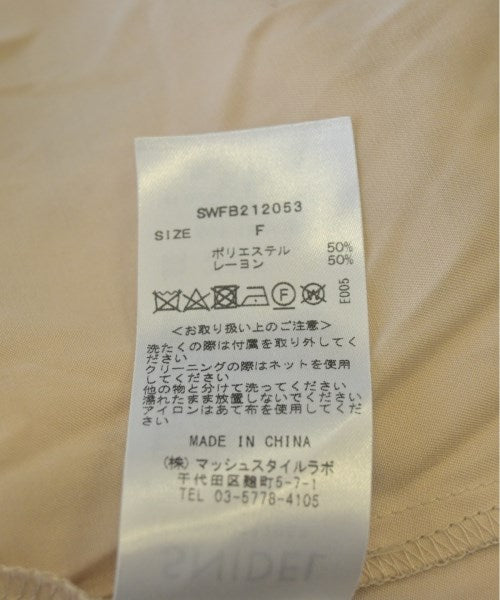 SWFB212053
SIZE F
ポリエステル 50%
レーヨン 50%
F W
E005
<お取り扱い上のご注意>
洗たくの際は付属を取り外してく
ださい
クリーニングの際はネットを使用
してください
他の物と分けて洗ってください
濡れたまま放置しないでください
アイロンはあて布を使用してくだ
さい
MADE IN CHINA
(株)マッシュスタイルラボ
千代田区麹町5-7-1
TEL 03-5778-4105
SNIDEL